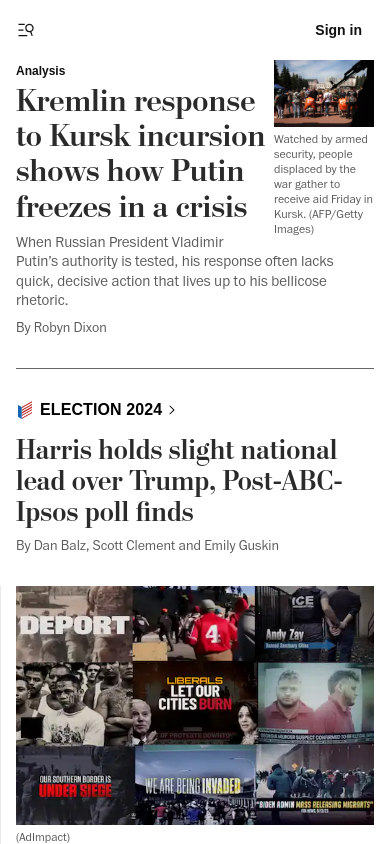 Sign in
Analysis
Kremlin response
to Kursk incursion
shows how Putin
freezes in a crisis
Watched by armed
security, people
displaced by the
war gather to
receive aid Friday in
Kursk. (AFP/Getty
Images)
When Russian President Vladimir
Putin’s authority is tested, his response often lacks
quick, decisive action that lives up to his bellicose
rhetoric.
By Robyn Dixon
ELECTION 2024
Harris holds slight national
lead over Trump, Post-ABC-
Ipsos poll finds
By Dan Balz, Scott Clement and Emily Guskin
DEPORT
4
ICE
Andy Zay
LIBERALS
LET OUR
CITIES BURN
OUR SOUTHERN BORDER IS
UNDER SIEGE
WE ARE BEING INVADED
"BIDEN ADMIN MASS RELEASING MIGRANTS"
(AdImpact)